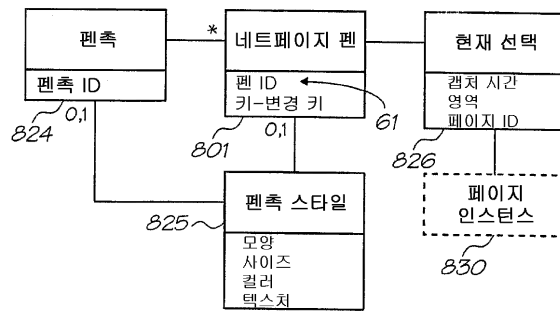 펜촉
펜촉 ID
0,1
824
*
네트페이지 펜
펜 ID
키-변경 키
61
801
0,1
현재 선택
캡처 시간
영역
페이지 ID
826
펜촉 스타일
825
모양
사이즈
컬러
텍스처
페이지
인스턴스
830